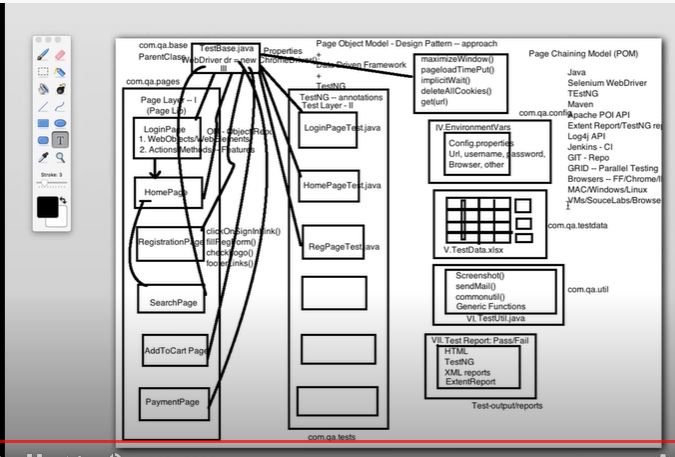 com.qa.base
ParentClass
TestBase.java
WebDriver dr = new ChromeDriver()
III
Properties
Page Object Model - Design Pattern -- approach
+
Data Driven Framework
+
TestNG
maximizeWindow()
pageloadTimePut()
implicitWait()
deleteAllCookies()
get(url)
Page Chaining Model (POM)
Java
Selenium WebDriver
TEstNG
Maven
Apache POI API
Extent Report/TestNG
Log4j API
Jenkins - CI
GIT - Repo
GRID -- Parallel Testing
Browsers -- FF/Chrome/
MAC/Windows/Linux
VMs/SouceLabs/Browse
com.qa.pages
Page Layer -- I
(Page Lib)
LoginPage
1. WebObjects/WebElements
2. Actions/Methods -- Features
HomePage
RegistrationPage
clickOnSignInLink()
fillRegForm()
checkLogo()
footerLinks()
SearchPage
AddToCart Page
PaymentPage
TestNG -- annotations
Test Layer - II
LoginPageTest.java
HomePageTest.java
RegPageTest.java
com.qa.tests
com.qa.config
IV.EnvironmentVars
Config.properties
Url, username, password,
Browser, other
com.qa.testdata
V.TestData.xlsx
Screenshot()
sendMail()
commonutil()
Generic Functions
VI.TestUtil.java
com.qa.util
VII. Test Report: Pass/Fail
HTML
TestNG
XML reports
ExtentReport
Test-output/reports
Stroke: 3
T